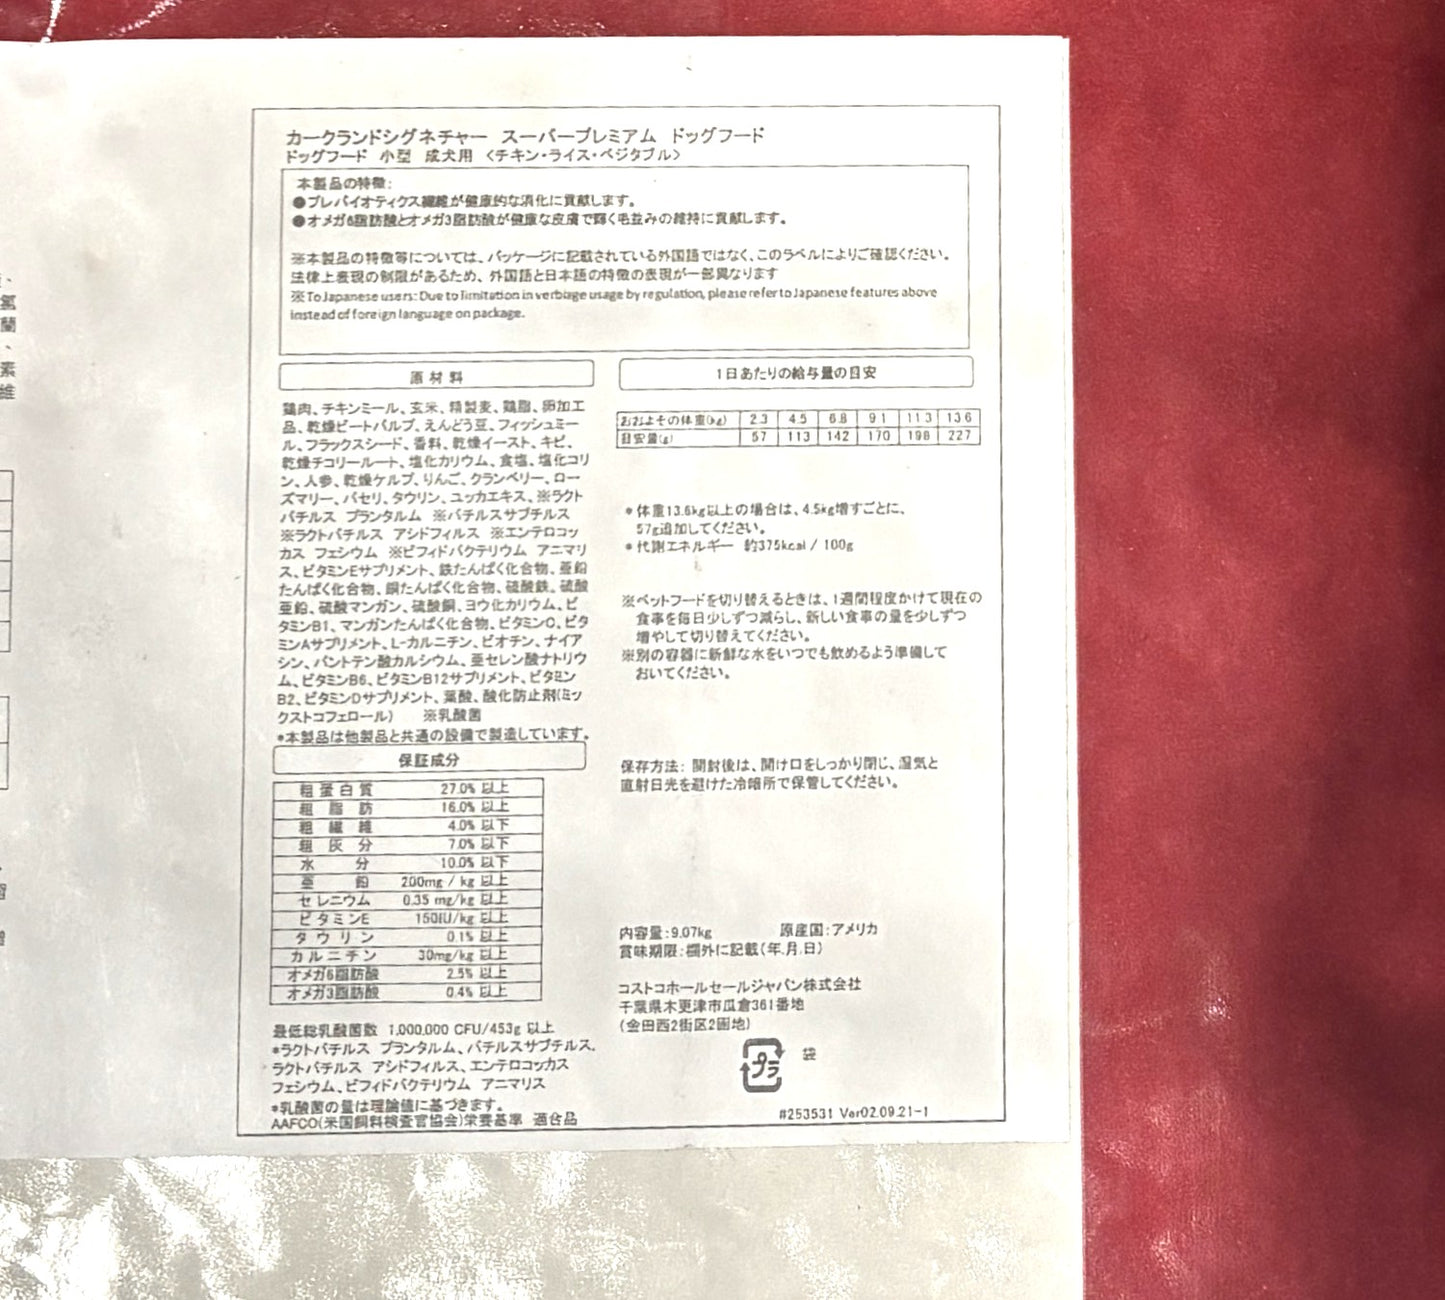 カークランドシグネチャー スーパープレミアム ドッグフード
ドッグフード 小型 成犬用 <チキン・ライス・ベジタブル>
本製品の特徴:
●プレバイオティクス繊維が健康的な消化に貢献します。
●オメガ6脂肪酸とオメガ3脂肪酸が健康な皮膚で輝く毛並みの維持に貢献します。
※本製品の特徴等については、パッケージに記載されている外国語ではなく、このラベルによりご確認ください。
法律上表現の制限があるため、外国語と日本語の特徴の表現が一部異なります
※To Japanese users: Due to limitation in verbiage usage by regulation, please refer to Japanese features above
instead of foreign language on package.
原材料
鶏肉、チキンミール、玄米、精製麦、鶏脂、卵加工
品、乾燥ビートパルプ、えんどう豆、フィッシュミー
ル、フラックスシード、香料、乾燥イースト、キビ、
乾燥チコリールート、塩化カリウム、食塩、塩化コリ
ン、人参、乾燥ケルプ、りんご、クランベリー、ロー
ズマリー、パセリ、タウリン、ユッカエキス、※ラクト
バチルス プランタルム ※バチルスサブチルス
※ラクトバチルス アシドフィルス ※エンテロコッ
カス フェシウム ※ビフィドバクテリウム アニマリ
ス、ビタミンEサプリメント、鉄たんぱく化合物、亜鉛
たんぱく化合物、銅たんぱく化合物、硫酸鉄、硫酸
亜鉛、硫酸マンガン、硫酸銅、ヨウ化カリウム、ビ
タミンB1、マンガンたんぱく化合物、ビタミンC、ビタ
ミンAサプリメント、L-カルニチン、ビオチン、ナイア
シン、パントテン酸カルシウム、亜セレン酸ナトリウ
ム、ビタミンB6、ビタミンB12サプリメント、ビタミン
B2、ビタミンDサプリメント、葉酸、酸化防止剤(ミッ
クストコフェロール) ※乳酸菌
*本製品は他製品と共通の設備で製造しています。
保証成分
粗蛋白質 27.0% 以上
粗脂肪 16.0% 以上
粗繊維 4.0% 以下
粗灰分 7.0% 以下
水分 10.0% 以下
亜鉛 200mg / kg 以上
セレニウム 0.35 mg/kg 以上
ビタミンE 150IU/kg 以上
タウリン 0.1% 以上
カルニチン 30mg/kg 以上
オメガ6脂肪酸 2.5% 以上
オメガ3脂肪酸 0.4% 以上
最低総乳酸菌数 1,000,000 CFU/453g 以上
*ラクトバチルス プランタルム、バチルスサブチルス、
ラクトバチルス アシドフィルス、エンテロコッカス
フェシウム、ビフィドバクテリウム アニマリス
*乳酸菌の量は理論値に基づきます。
AAFCO(米国飼料検査官協会)栄養基準 適合品
1日あたりの給与量の目安
おおよその体重(kg) 2.3 4.5 6.8 9.1 11.3 13.6
目安量(g) 57 113 142 170 198 227
*体重13.6kg以上の場合は、4.5kg増すごとに、
57g追加してください。
*代謝エネルギー 約375kcal / 100g
※ペットフードを切り替えるときは、1週間程度かけて現在の
食事を毎日少しずつ減らし、新しい食事の量を少しずつ
増やして切り替えてください。
※別の容器に新鮮な水をいつでも飲めるよう準備して
おいてください。
保存方法: 開封後は、開け口をしっかり閉じ、湿気と
直射日光を避けた冷暗所で保管してください。
内容量:9.07kg 原産国:アメリカ
賞味期限:欄外に記載(年.月.日)
コストコホールセールジャパン株式会社
千葉県木更津市瓜倉361番地
(金田西2街区2画地)
プラ 袋
#253531 Ver02.09.21-1
氫
蘭
素
維